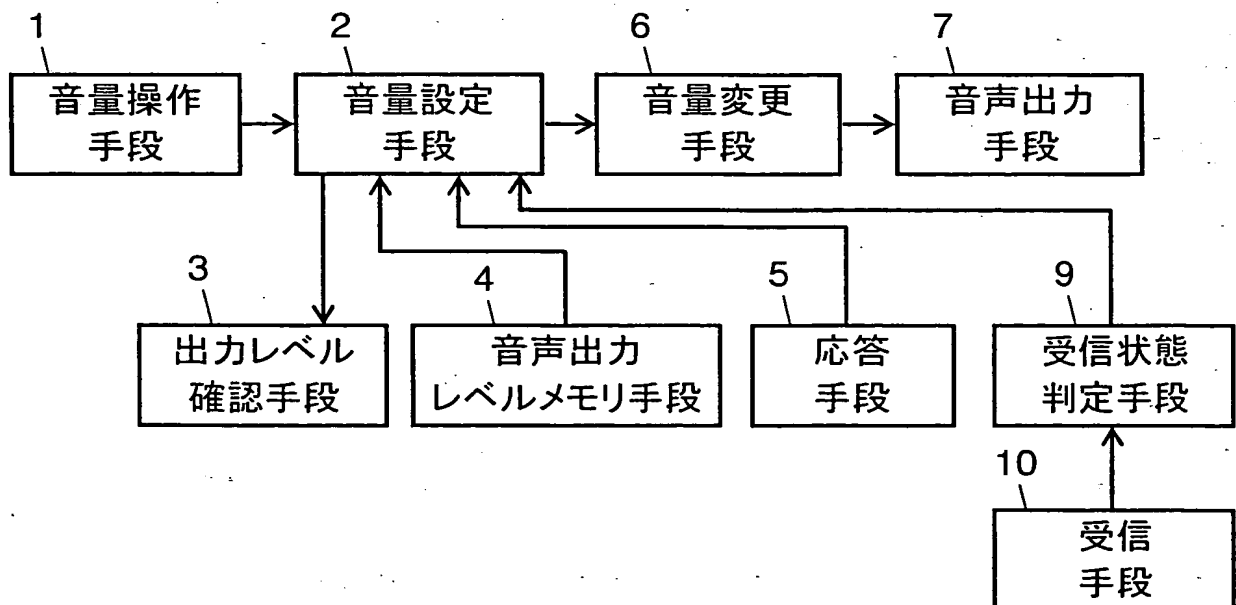 1
音量操作
手段
2
音量設定
手段
6
音量変更
手段
7
音声出力
手段
3
出力レベル
確認手段
4
音声出力
レベルメモリ手段
5
応答
手段
9
受信状態
判定手段
10
受信
手段